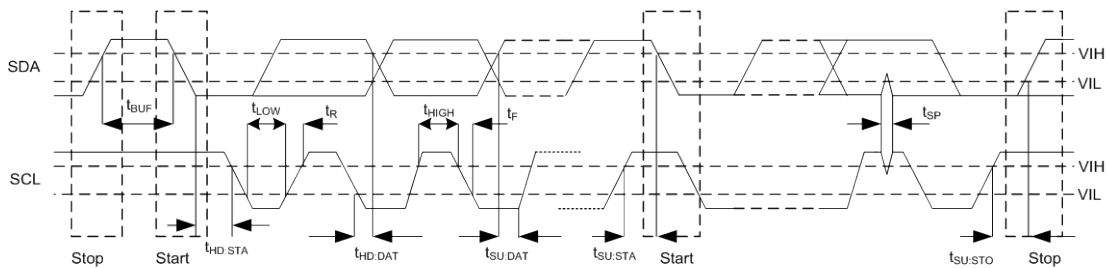 SDA
VIH
VIL
tBUF
tLOW
tR
tHIGH
tF
tSP
SCL
VIH
VIL
tHD:STA
tHD:DAT
tSU:DAT
tSU:STA
tSU:STO
Stop
Start
Start
Stop